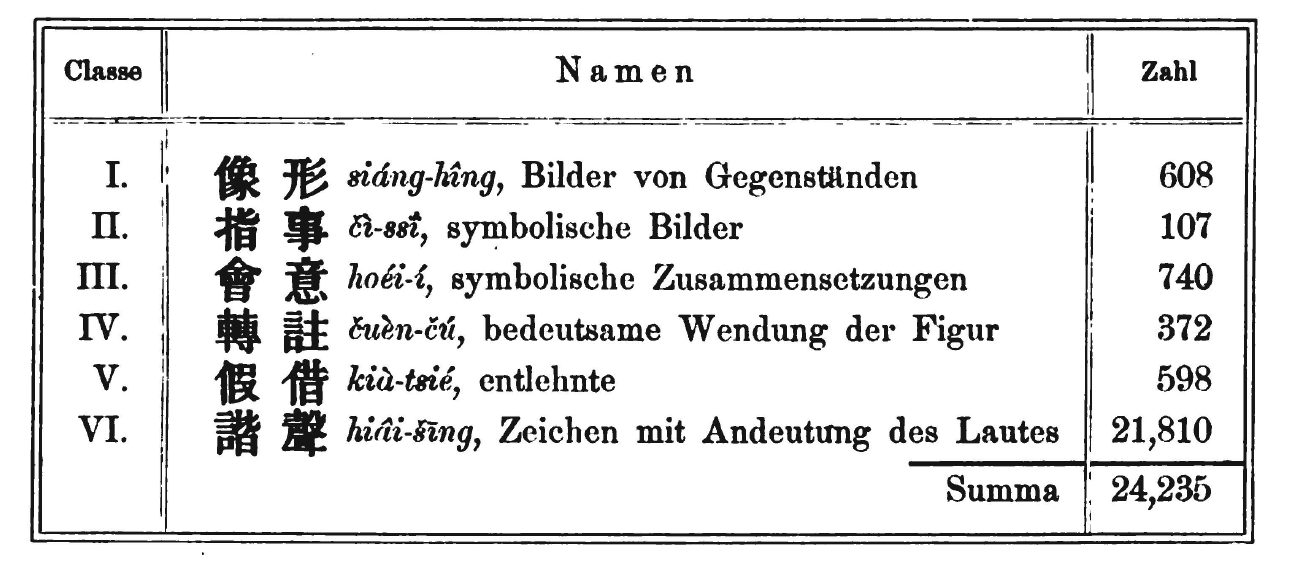 Classe Namen Zahl
I. 像形 siáng-hîng, Bilder von Gegenständen 608
II. 指事 čì-ssḯ, symbolische Bilder 107
III. 會意 hoéi-í, symbolische Zusammensetzungen 740
IV. 轉註 čuèn-čú, bedeutsame Wendung der Figur 372
V. 假借 kià-tsié, entlehnte 598
VI. 諧聲 hiâi-šīng, Zeichen mit Andeutung des Lautes 21,810
Summa 24,235